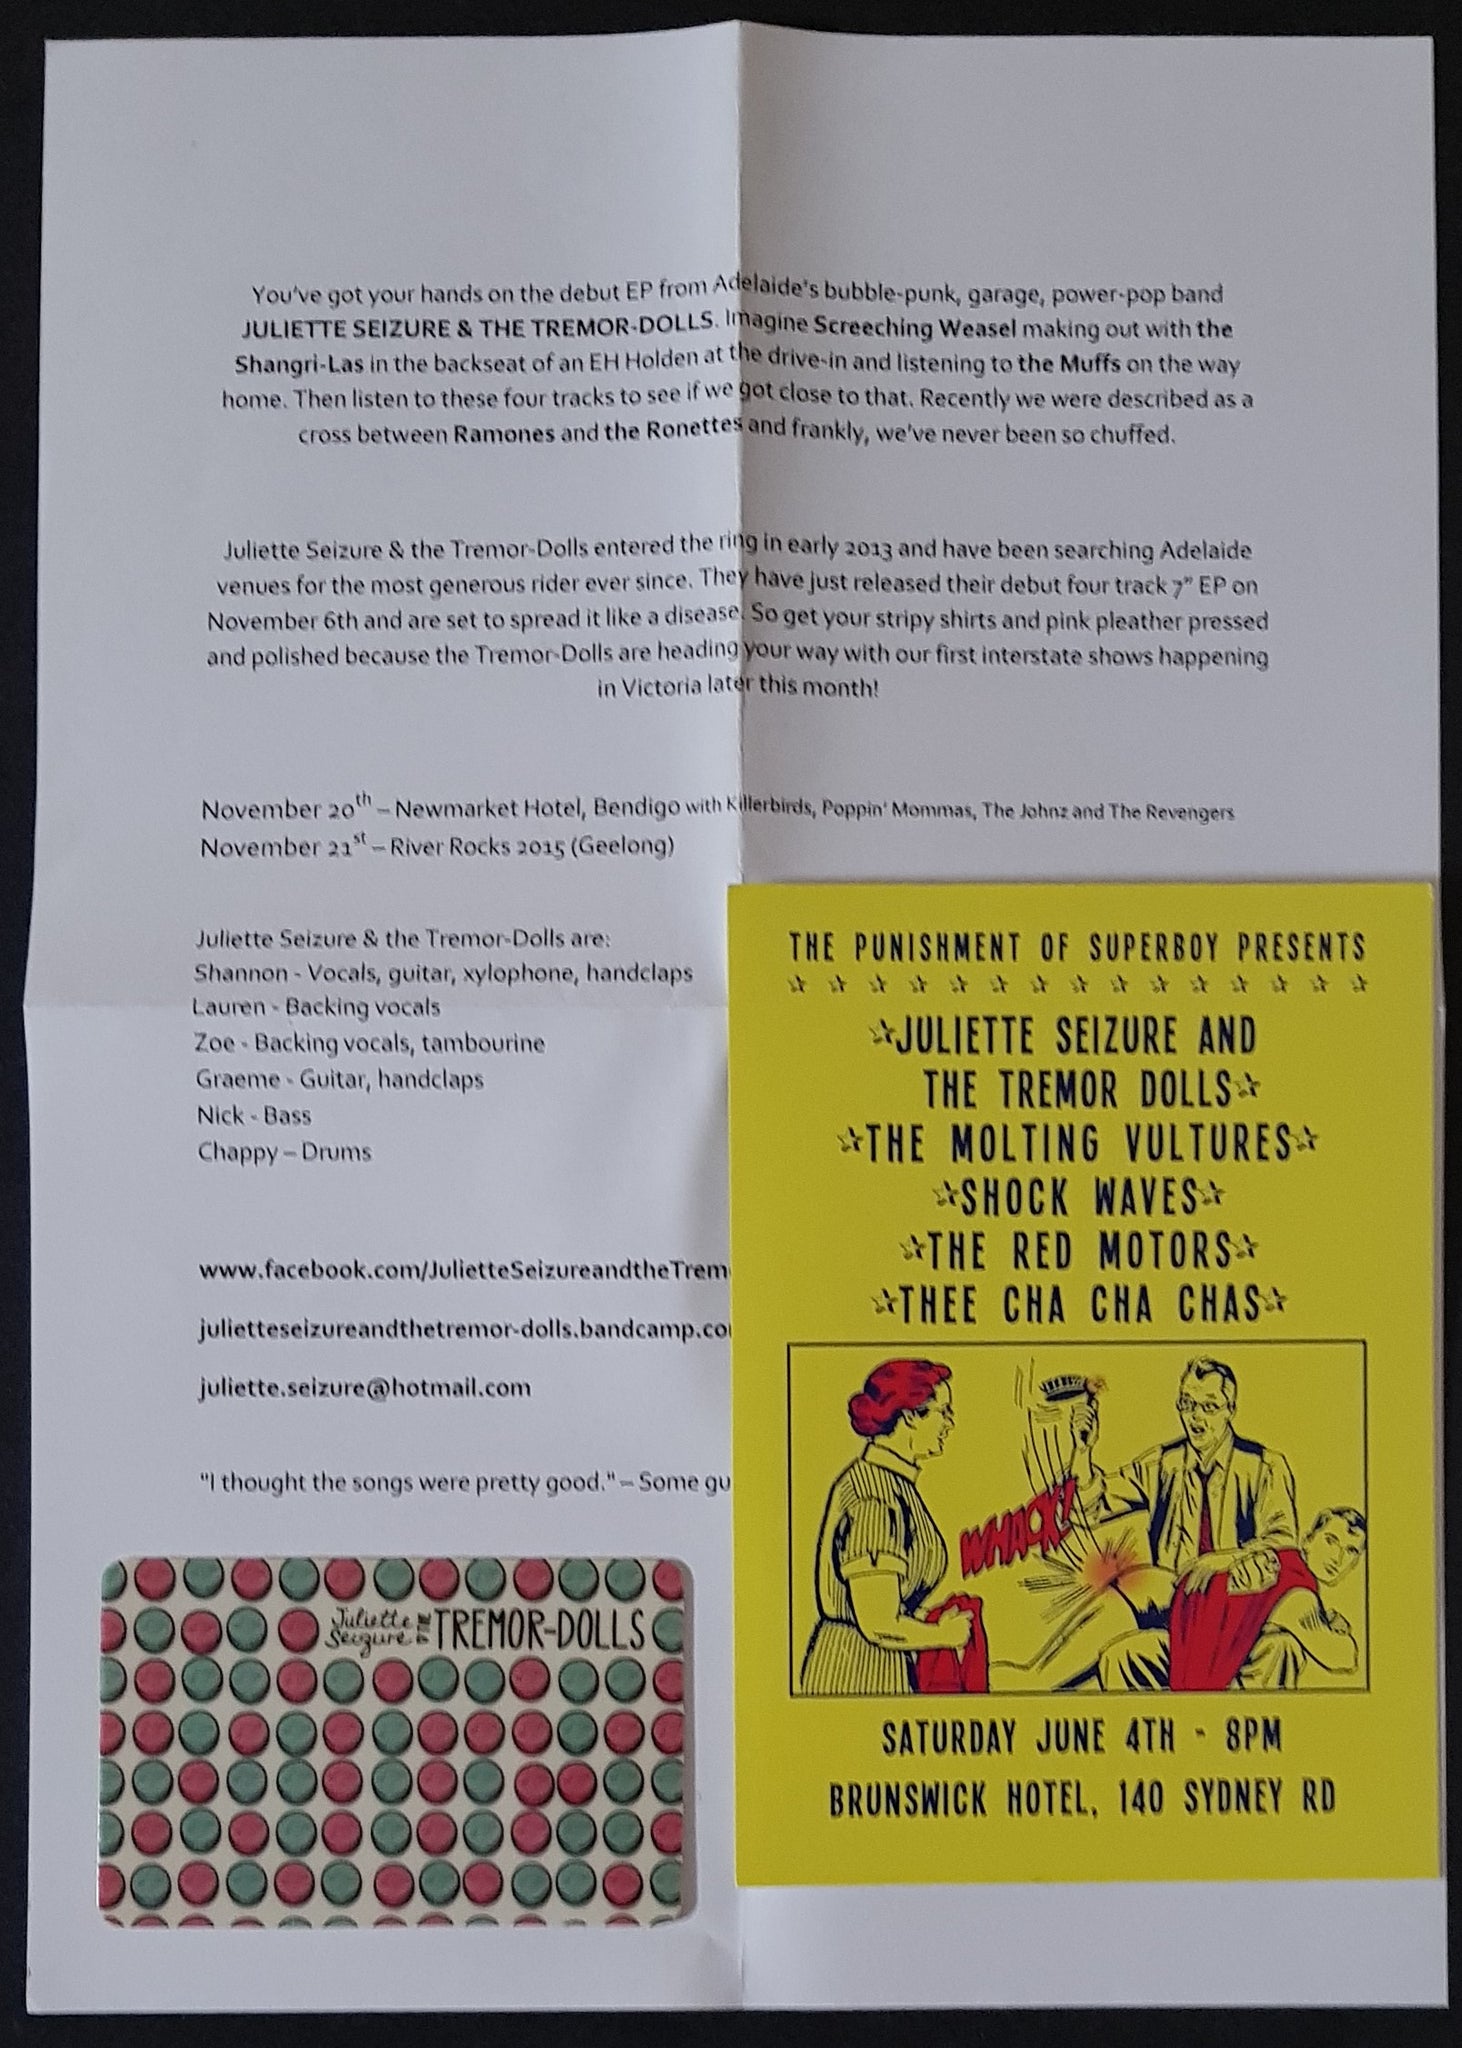 You've got your hands on the debut EP from Adelaide's bubble-punk, garage, power-pop band
JULIETTE SEIZURE & THE TREMOR-DOLLS. Imagine Screeching Weasel making out with the
Shangri-Las in the backseat of an EH Holden at the drive-in and listening to the Muffs on the way
home. Then listen to these four tracks to see if we got close to that. Recently we were described as a
cross between Ramones and the Ronettes and frankly, we've never been so chuffed.
Juliette Seizure & the Tremor-Dolls entered the ring in early 2013 and have been searching Adelaide
venues for the most generous rider ever since. They have just released their debut four track 7" EP on
November 6th and are set to spread it like a disease. So get your stripy shirts and pink pleather pressed
and polished because the Tremor-Dolls are heading your way with our first interstate shows happening
in Victoria later this month!
November 20th – Newmarket Hotel, Bendigo with Killerbirds, Poppin' Mommas, The Johnz and The Revengers
November 21st – River Rocks 2015 (Geelong)
Juliette Seizure & the Tremor-Dolls are:
Shannon - Vocals, guitar, xylophone, handclaps
Lauren - Backing vocals
Zoe - Backing vocals, tambourine
Graeme - Guitar, handclaps
Nick - Bass
Chappy – Drums
www.facebook.com/JulietteSeizureandtheTrem
julietteseizureandthetremor-dolls.bandcamp.co
juliette.seizure@hotmail.com
"I thought the songs were pretty good." – Some gu
Juliette Seizure and the TREMOR-DOLLS
THE PUNISHMENT OF SUPERBOY PRESENTS
JULIETTE SEIZURE AND
THE TREMOR DOLLS
THE MOLTING VULTURES
SHOCK WAVES
THE RED MOTORS
THEE CHA CHA CHAS
WHACK!
SATURDAY JUNE 4TH - 8PM
BRUNSWICK HOTEL, 140 SYDNEY RD